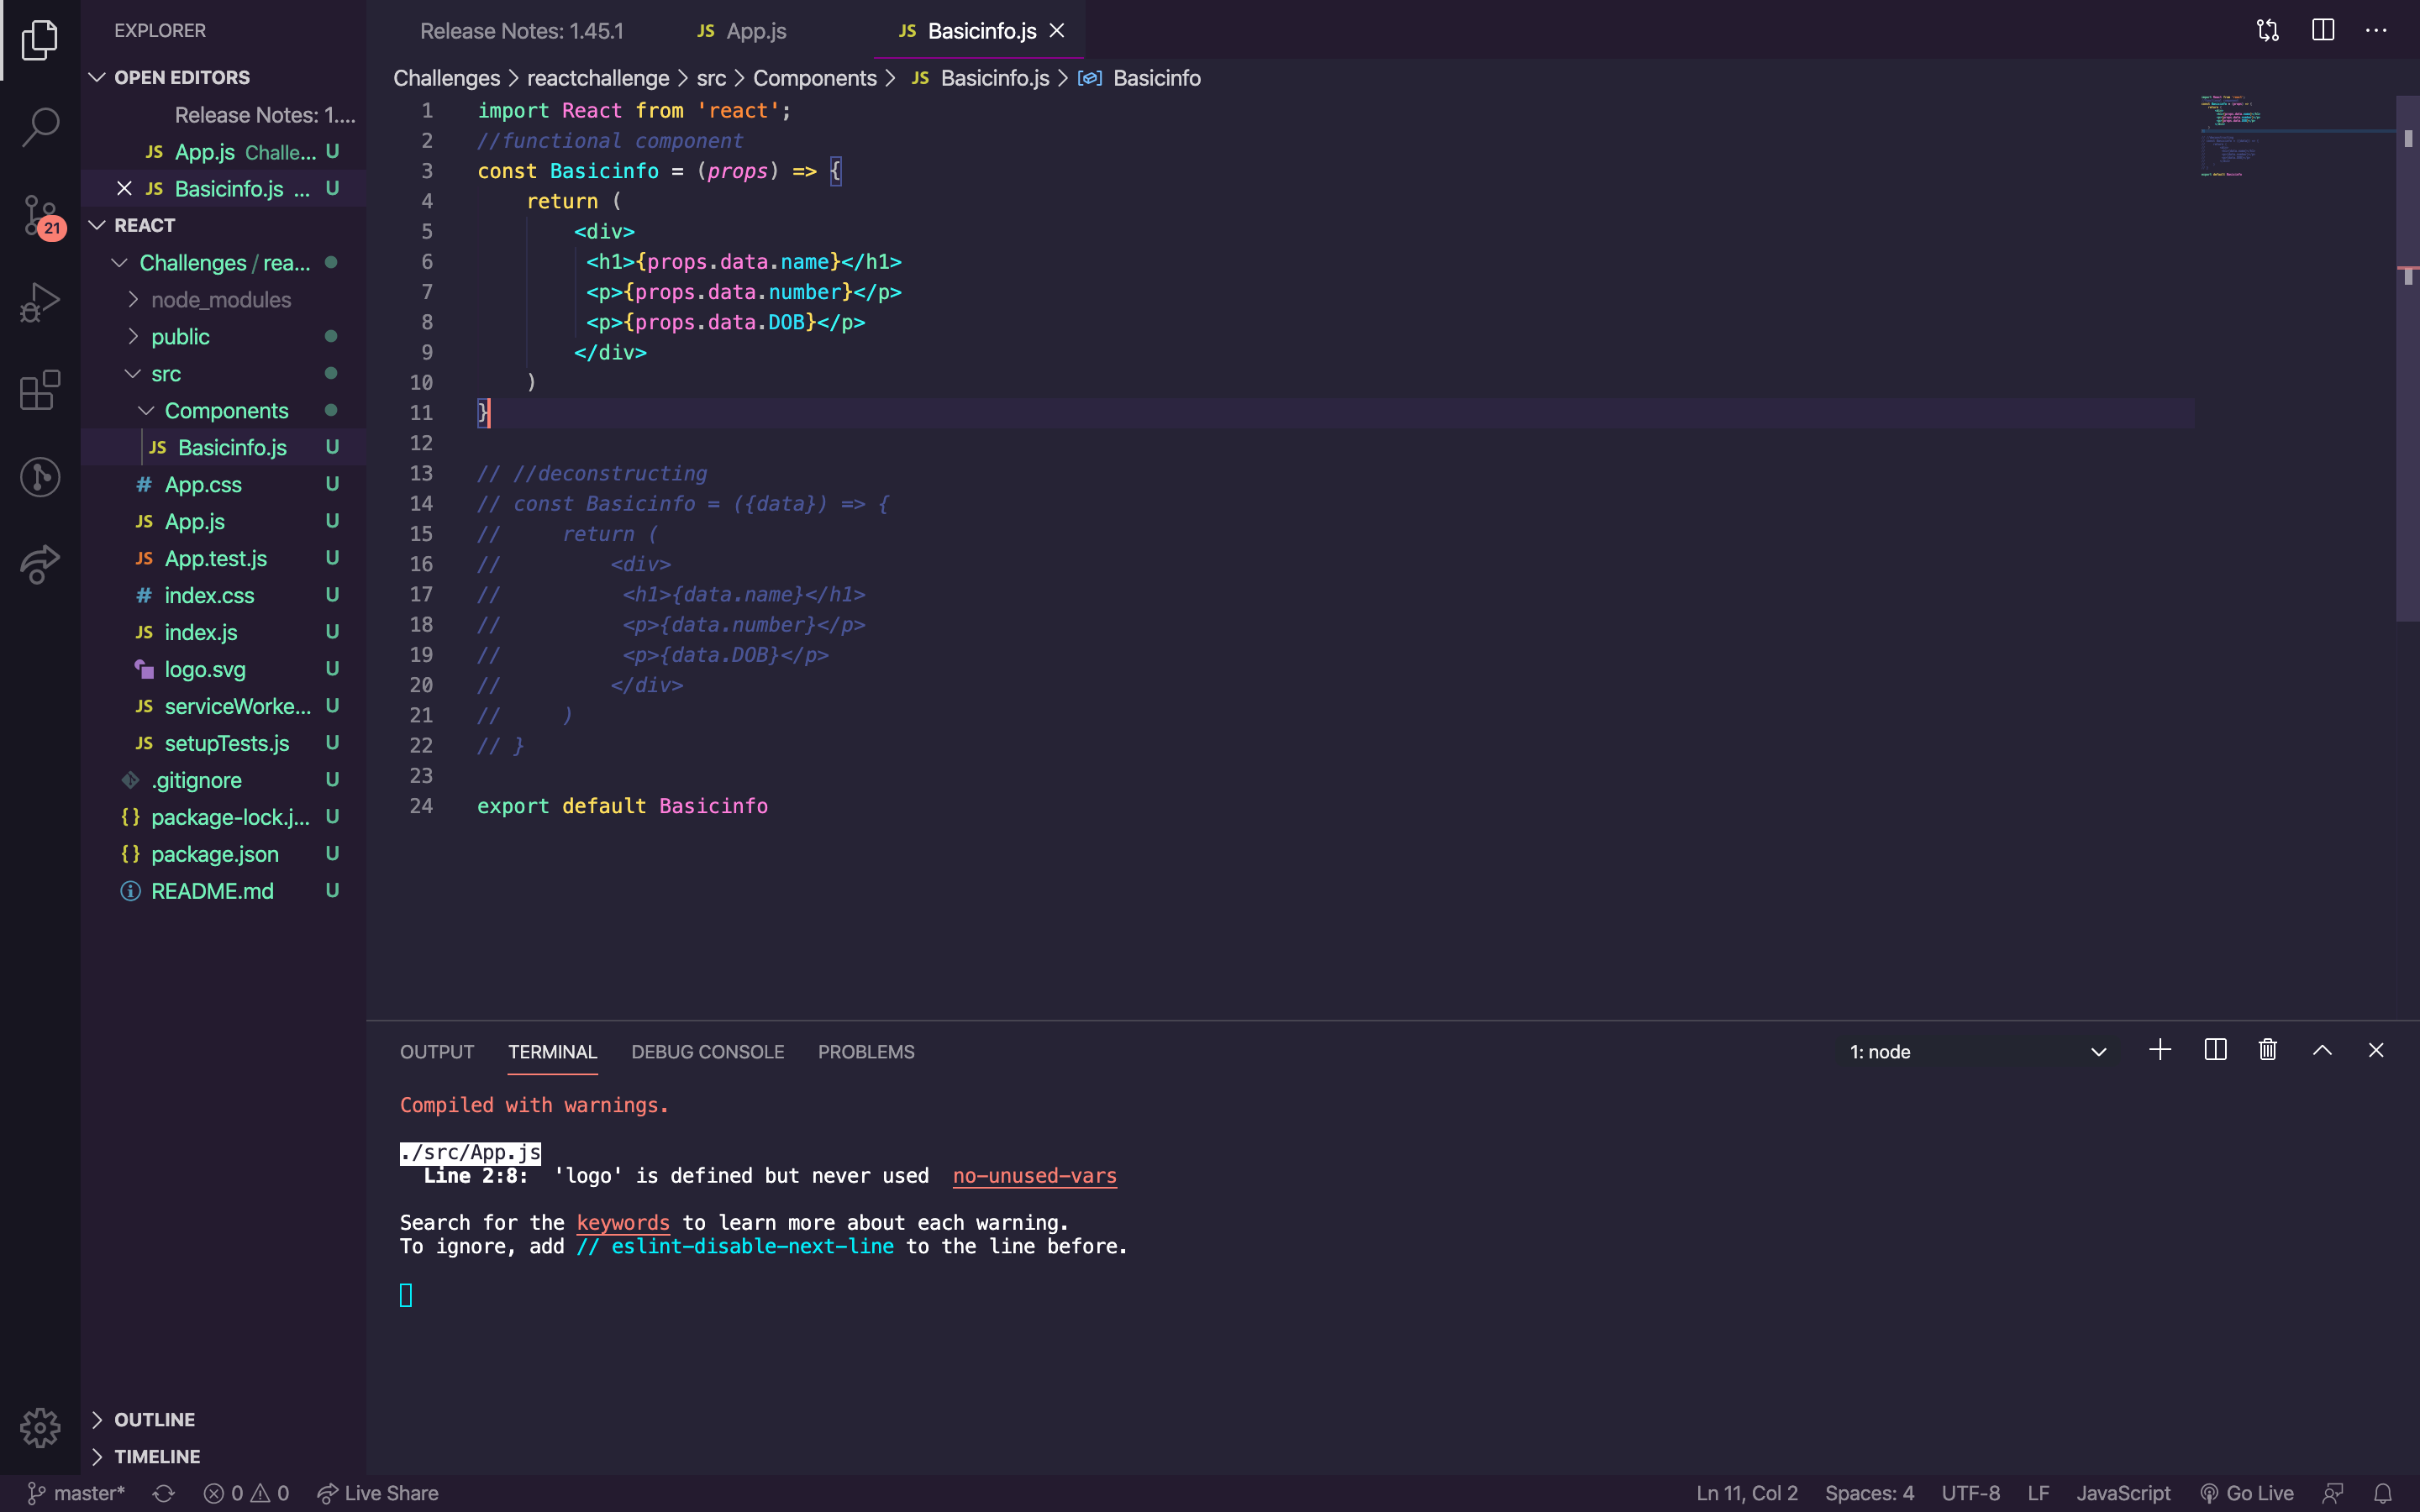 EXPLORER
OPEN EDITORS
Release Notes: 1....
JS App.js Challe... U
JS Basicinfo.js ... U
21
REACT
Challenges / rea...
node_modules
public
src
Components
JS Basicinfo.js U
# App.css U
JS App.js U
JS App.test.js U
# index.css U
JS index.js U
logo.svg U
JS serviceWorke... U
JS setupTests.js U
.gitignore U
{} package-lock.j... U
{} package.json U
README.md U
OUTLINE
TIMELINE
Release Notes: 1.45.1 JS App.js JS Basicinfo.js
Challenges > reactchallenge > src > Components > JS Basicinfo.js > Basicinfo
1 import React from 'react';
2 //functional component
3 const Basicinfo = (props) => {
4     return (
5         <div>
6          <h1>{props.data.name}</h1>
7          <p>{props.data.number}</p>
8          <p>{props.data.DOB}</p>
9         </div>
10     )
11 }
12
13 // //deconstructing
14 // const Basicinfo = ({data}) => {
15 //     return (
16 //         <div>
17 //          <h1>{data.name}</h1>
18 //          <p>{data.number}</p>
19 //          <p>{data.DOB}</p>
20 //         </div>
21 //     )
22 // }
23
24 export default Basicinfo
OUTPUT TERMINAL DEBUG CONSOLE PROBLEMS 1: node
Compiled with warnings.
./src/App.js
  Line 2:8:  'logo' is defined but never used  no-unused-vars
Search for the keywords to learn more about each warning.
To ignore, add // eslint-disable-next-line to the line before.
master* 0 0 Live Share Ln 11, Col 2 Spaces: 4 UTF-8 LF JavaScript Go Live